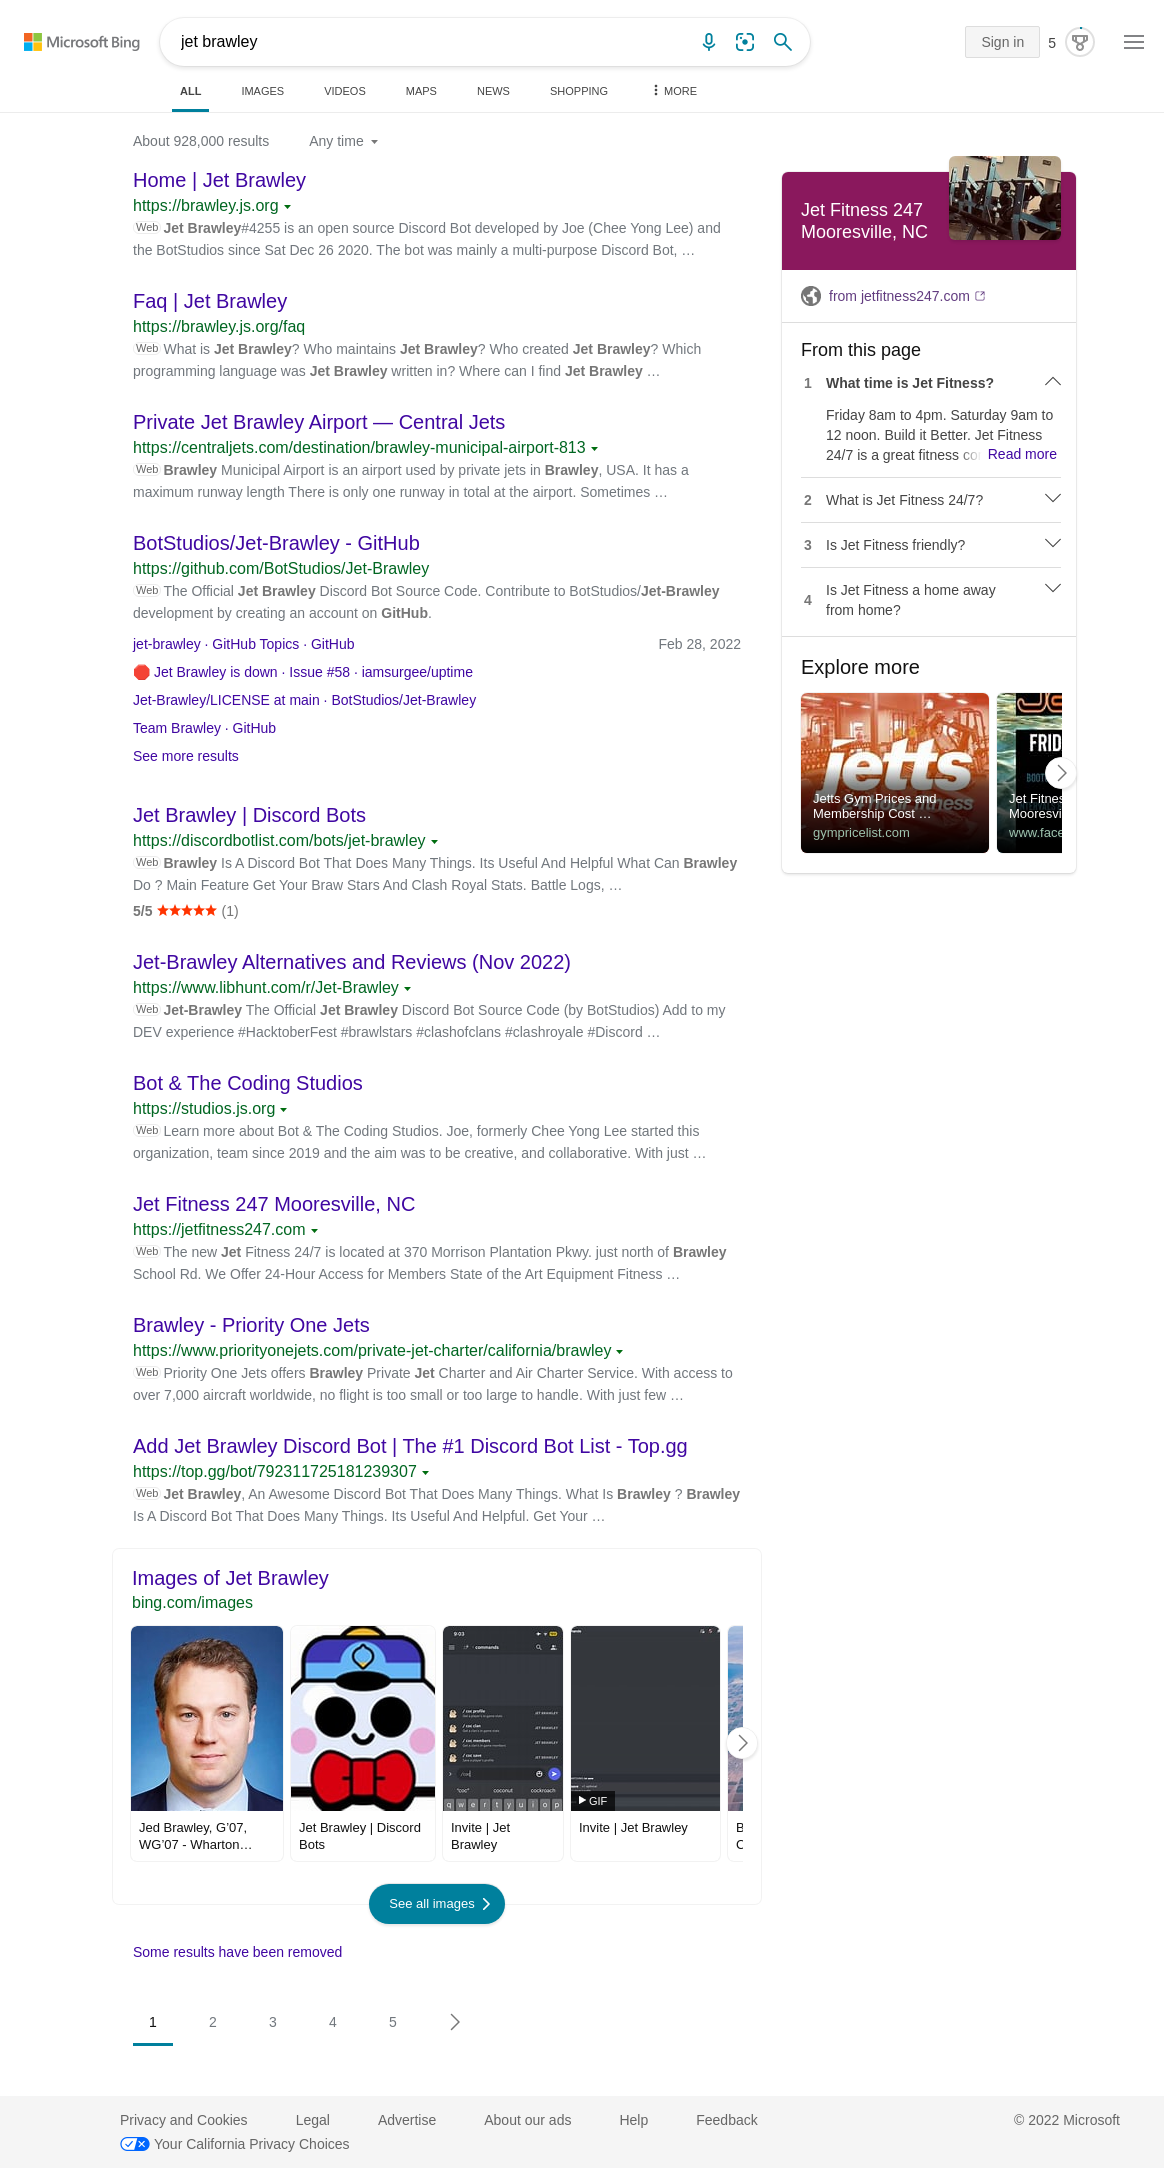 Microsoft Bing
jet brawley
Sign in
5
ALL
IMAGES
VIDEOS
MAPS
NEWS
SHOPPING
MORE
About 928,000 results
Any time
Home | Jet Brawley
https://brawley.js.org
Web Jet Brawley#4255 is an open source Discord Bot developed by Joe (Chee Yong Lee) and
the BotStudios since Sat Dec 26 2020. The bot was mainly a multi-purpose Discord Bot, …
Faq | Jet Brawley
https://brawley.js.org/faq
Web What is Jet Brawley? Who maintains Jet Brawley? Who created Jet Brawley? Which
programming language was Jet Brawley written in? Where can I find Jet Brawley …
Private Jet Brawley Airport — Central Jets
https://centraljets.com/destination/brawley-municipal-airport-813
Web Brawley Municipal Airport is an airport used by private jets in Brawley, USA. It has a
maximum runway length There is only one runway in total at the airport. Sometimes …
BotStudios/Jet-Brawley - GitHub
https://github.com/BotStudios/Jet-Brawley
Web The Official Jet Brawley Discord Bot Source Code. Contribute to BotStudios/Jet-Brawley
development by creating an account on GitHub.
jet-brawley · GitHub Topics · GitHub
Feb 28, 2022
Jet Brawley is down · Issue #58 · iamsurgee/uptime
Jet-Brawley/LICENSE at main · BotStudios/Jet-Brawley
Team Brawley · GitHub
See more results
Jet Brawley | Discord Bots
https://discordbotlist.com/bots/jet-brawley
Web Brawley Is A Discord Bot That Does Many Things. Its Useful And Helpful What Can Brawley
Do ? Main Feature Get Your Braw Stars And Clash Royal Stats. Battle Logs, …
5/5 ★★★★★ (1)
Jet-Brawley Alternatives and Reviews (Nov 2022)
https://www.libhunt.com/r/Jet-Brawley
Web Jet-Brawley The Official Jet Brawley Discord Bot Source Code (by BotStudios) Add to my
DEV experience #HacktoberFest #brawlstars #clashofclans #clashroyale #Discord …
Bot & The Coding Studios
https://studios.js.org
Web Learn more about Bot & The Coding Studios. Joe, formerly Chee Yong Lee started this
organization, team since 2019 and the aim was to be creative, and collaborative. With just …
Jet Fitness 247 Mooresville, NC
https://jetfitness247.com
Web The new Jet Fitness 24/7 is located at 370 Morrison Plantation Pkwy. just north of Brawley
School Rd. We Offer 24-Hour Access for Members State of the Art Equipment Fitness …
Brawley - Priority One Jets
https://www.priorityonejets.com/private-jet-charter/california/brawley
Web Priority One Jets offers Brawley Private Jet Charter and Air Charter Service. With access to
over 7,000 aircraft worldwide, no flight is too small or too large to handle. With just few …
Add Jet Brawley Discord Bot | The #1 Discord Bot List - Top.gg
https://top.gg/bot/792311725181239307
Web Jet Brawley, An Awesome Discord Bot That Does Many Things. What Is Brawley ? Brawley
Is A Discord Bot That Does Many Things. Its Useful And Helpful. Get Your …
Images of Jet Brawley
bing.com/images
9:03
commands
/ coc profile
JET BRAWLEY
/ coc clan
JET BRAWLEY
/ coc members
JET BRAWLEY
/ coc save
JET BRAWLEY
"coc" coconut cockroach
q w e r t y u i o p
GIF
Jed Brawley, G'07,
WG'07 - Wharton…
Jet Brawley | Discord
Bots
Invite | Jet
Brawley
Invite | Jet Brawley
See all images
Some results have been removed
1
2
3
4
5
Jet Fitness 247
Mooresville, NC
from jetfitness247.com
From this page
1 What time is Jet Fitness?
Friday 8am to 4pm. Saturday 9am to
12 noon. Build it Better. Jet Fitness
24/7 is a great fitness co Read more
2 What is Jet Fitness 24/7?
3 Is Jet Fitness friendly?
4 Is Jet Fitness a home away
from home?
Explore more
jetts
24 hour fitness
Jetts Gym Prices and
Membership Cost …
gympricelist.com
FRID
Jet Fitnes
Mooresvi
www.face
Privacy and Cookies
Legal
Advertise
About our ads
Help
Feedback
© 2022 Microsoft
Your California Privacy Choices